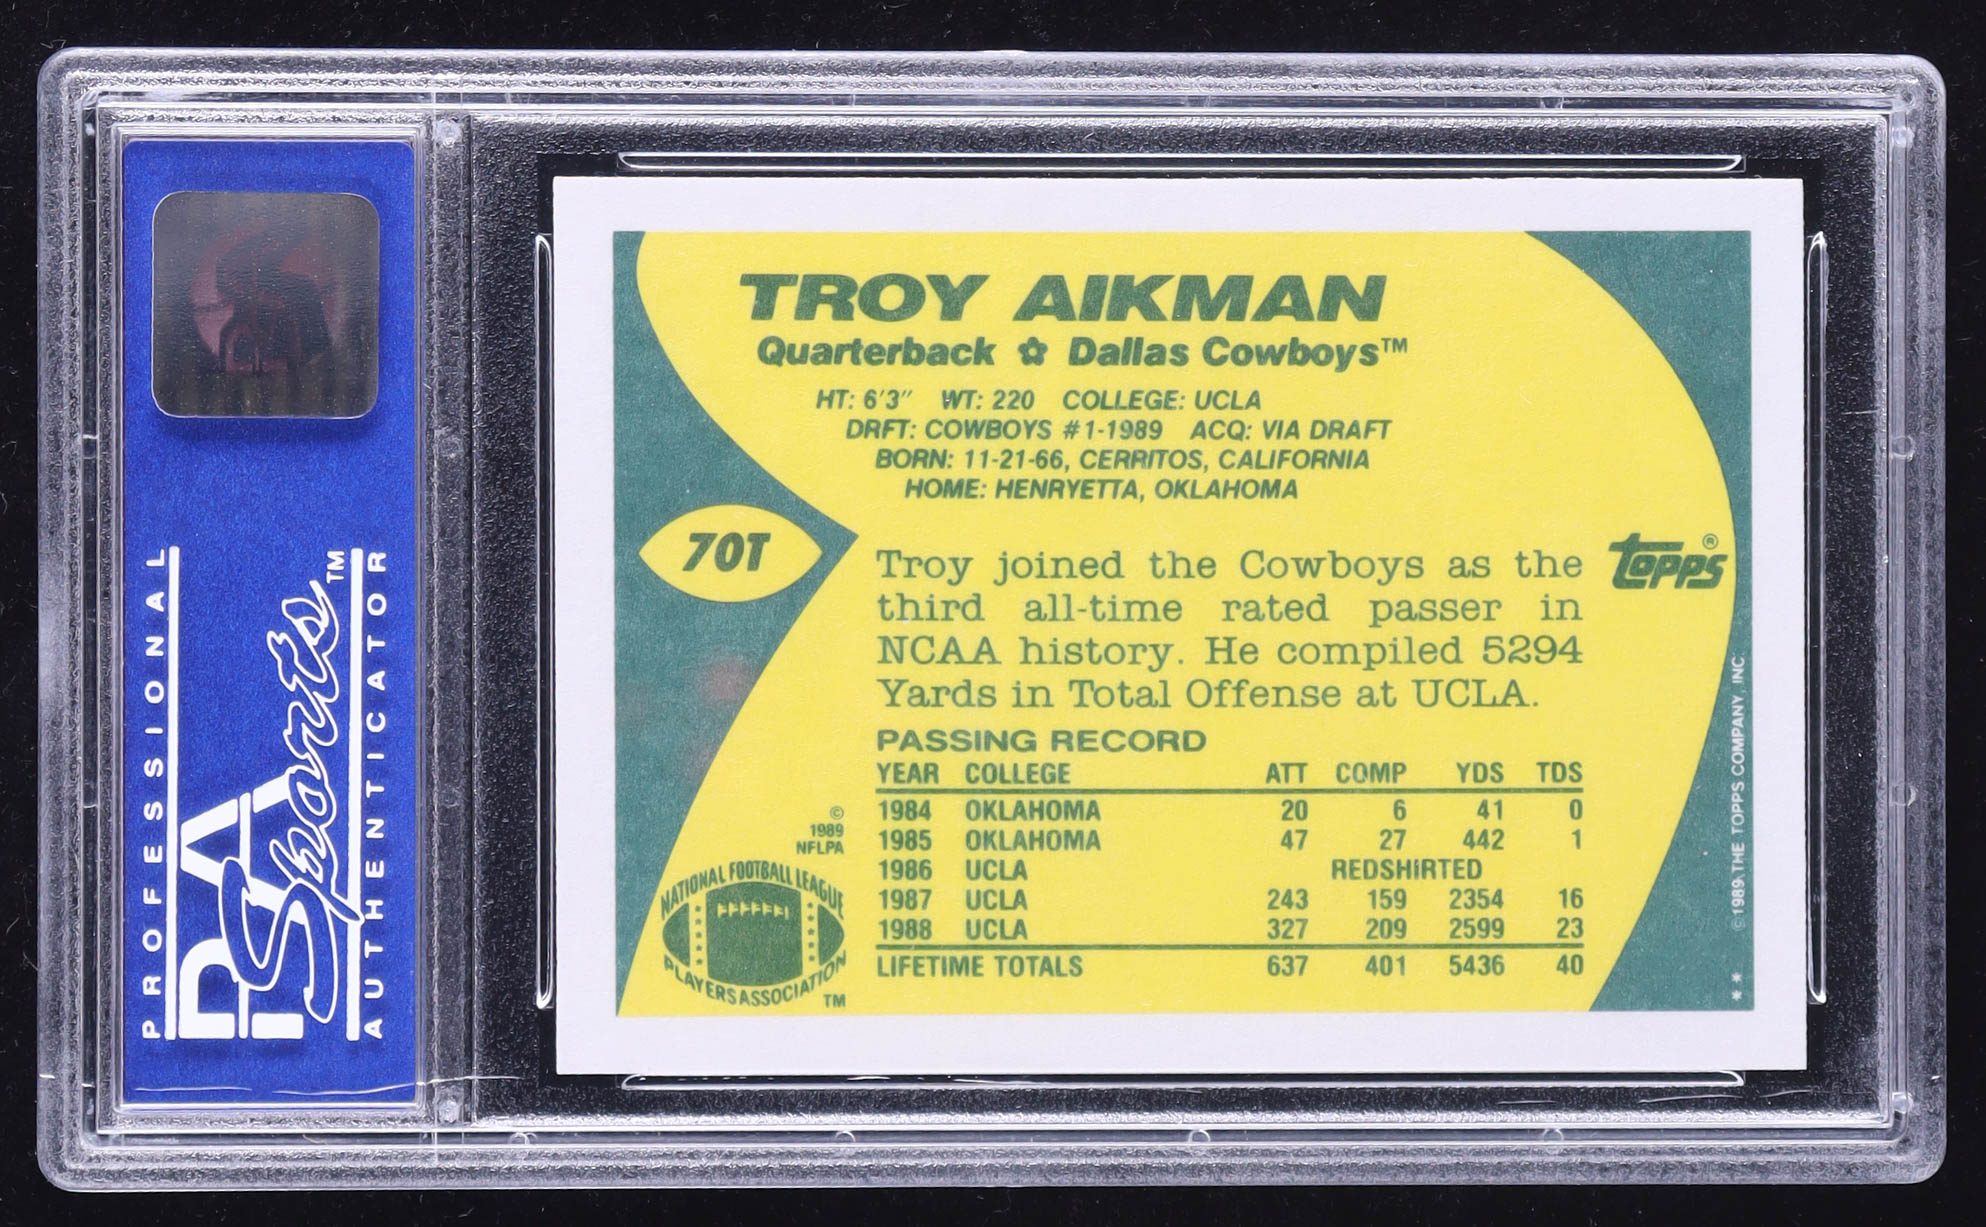 PROFESSIONAL
PA Sports™
AUTHENTICATOR
TROY AIKMAN
Quarterback ✿ Dallas Cowboys™
HT: 6'3" WT: 220 COLLEGE: UCLA
DRFT: COWBOYS #1-1989 ACQ: VIA DRAFT
BORN: 11-21-66, CERRITOS, CALIFORNIA
HOME: HENRYETTA, OKLAHOMA
70T
Troy joined the Cowboys as the
third all-time rated passer in
NCAA history. He compiled 5294
Yards in Total Offense at UCLA.
topps®
PASSING RECORD
YEAR COLLEGE ATT COMP YDS TDS
1984 OKLAHOMA 20 6 41 0
1985 OKLAHOMA 47 27 442 1
1986 UCLA REDSHIRTED
1987 UCLA 243 159 2354 16
1988 UCLA 327 209 2599 23
LIFETIME TOTALS 637 401 5436 40
©
1989
NFLPA
NATIONAL FOOTBALL LEAGUE
PLAYERS ASSOCIATION
TM
© 1989 THE TOPPS COMPANY, INC.
**